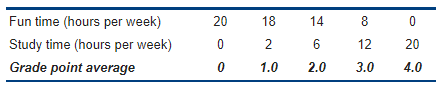 Fun time (hours per week) 20 18 14 8 0
Study time (hours per week) 0 2 6 12 20
Grade point average 0 1.0 2.0 3.0 4.0